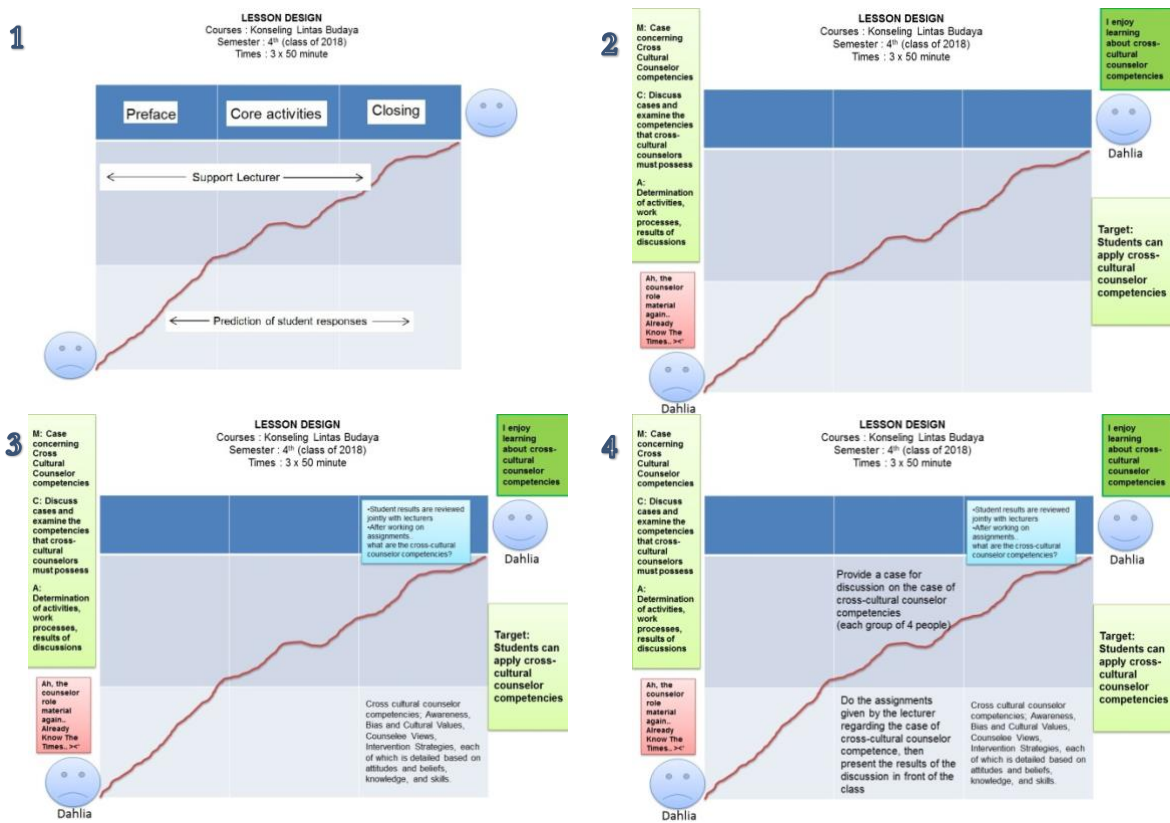 1
LESSON DESIGN
Courses : Konseling Lintas Budaya
Semester : 4th (class of 2018)
Times : 3 x 50 minute
Preface
Core activities
Closing
Support Lecturer
Prediction of student responses
2
M: Case
concerning
Cross
Cultural
Counselor
competencies
C: Discuss
cases and
examine the
competencies
that cross-
cultural
counselors
must possess
A:
Determination
of activities,
work
processes,
results of
discussions
Ah, the
counselor
role
material
again..
Already
Know The
Times.. ><'
Dahlia
LESSON DESIGN
Courses : Konseling Lintas Budaya
Semester : 4th (class of 2018)
Times : 3 x 50 minute
I enjoy
learning
about cross-
cultural
counselor
competencies
Dahlia
Target:
Students can
apply cross-
cultural
counselor
competencies
3
M: Case
concerning
Cross
Cultural
Counselor
competencies
C: Discuss
cases and
examine the
competencies
that cross-
cultural
counselors
must possess
A:
Determination
of activities,
work
processes,
results of
discussions
Ah, the
counselor
role
material
again..
Already
Know The
Times.. ><'
Dahlia
LESSON DESIGN
Courses : Konseling Lintas Budaya
Semester : 4th (class of 2018)
Times : 3 x 50 minute
•Student results are reviewed
jointly with lecturers
•After working on
assignments..
what are the cross-cultural
counselor competencies?
Cross cultural counselor
competencies; Awareness,
Bias and Cultural Values,
Counselee Views,
Intervention Strategies, each
of which is detailed based on
attitudes and beliefs,
knowledge, and skills.
I enjoy
learning
about cross-
cultural
counselor
competencies
Dahlia
Target:
Students can
apply cross-
cultural
counselor
competencies
4
M: Case
concerning
Cross
Cultural
Counselor
competencies
C: Discuss
cases and
examine the
competencies
that cross-
cultural
counselors
must possess
A:
Determination
of activities,
work
processes,
results of
discussions
Ah, the
counselor
role
material
again..
Already
Know The
Times.. ><'
Dahlia
LESSON DESIGN
Courses : Konseling Lintas Budaya
Semester : 4th (class of 2018)
Times : 3 x 50 minute
•Student results are reviewed
jointly with lecturers
•After working on
assignments..
what are the cross-cultural
counselor competencies?
Provide a case for
discussion on the case of
cross-cultural counselor
competencies
(each group of 4 people)
Do the assignments
given by the lecturer
regarding the case of
cross-cultural counselor
competence, then
present the results of the
discussion in front of the
class
Cross cultural counselor
competencies; Awareness,
Bias and Cultural Values,
Counselee Views,
Intervention Strategies, each
of which is detailed based on
attitudes and beliefs,
knowledge, and skills.
I enjoy
learning
about cross-
cultural
counselor
competencies
Dahlia
Target:
Students can
apply cross-
cultural
counselor
competencies